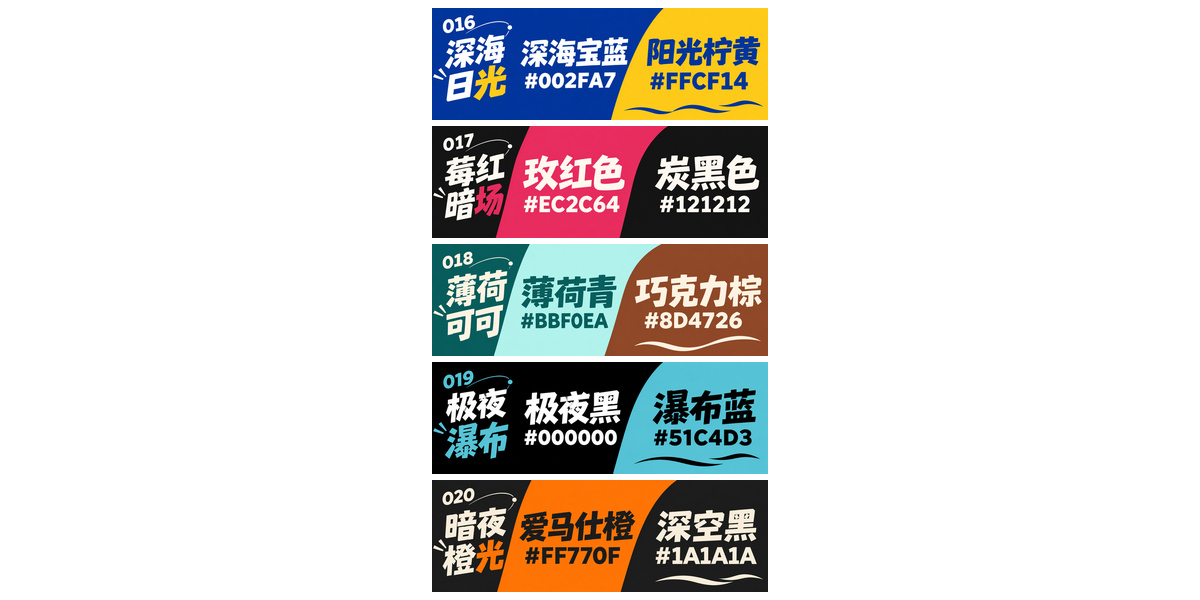 016
深海
日光
深海宝蓝
#002FA7
阳光柠黄
#FFCF14
017
莓红
暗场
玫红色
#EC2C64
炭黑色
#121212
018
薄荷
可可
薄荷青
#BBF0EA
巧克力棕
#8D4726
019
极夜
瀑布
极夜黑
#000000
瀑布蓝
#51C4D3
020
暗夜
橙光
爱马仕橙
#FF770F
深空黑
#1A1A1A